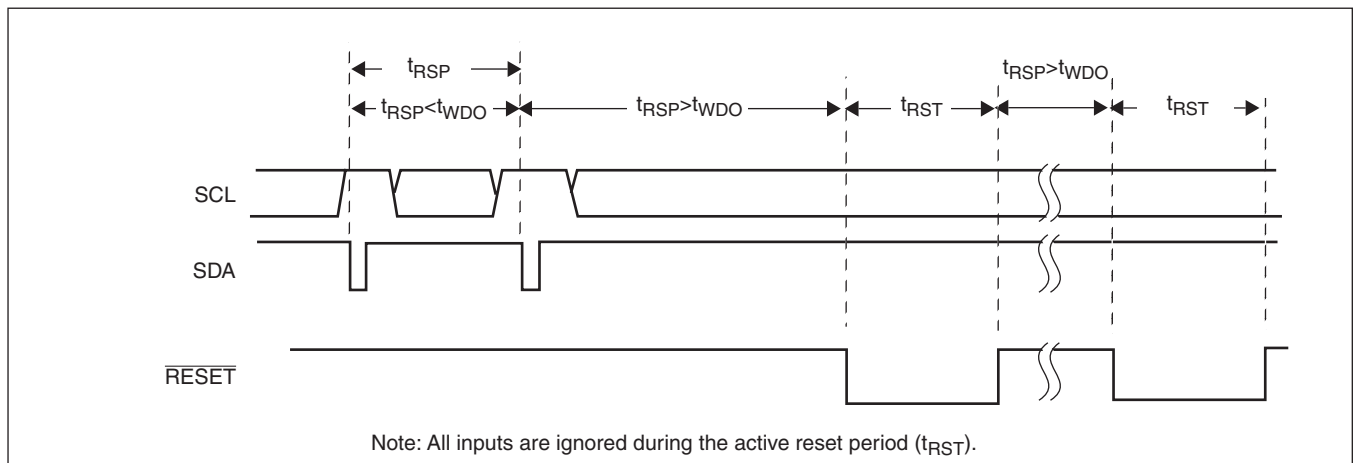 tRSP
tRSP>tWDO
tRSP<tWDO
tRSP>tWDO
tRST
tRST
SCL
SDA
RESET
Note: All inputs are ignored during the active reset period (tRST).